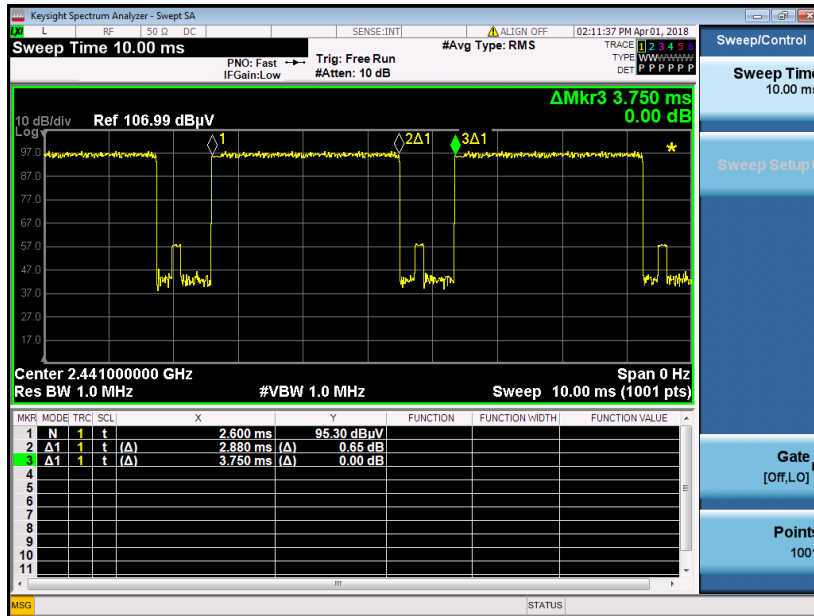 Keysight Spectrum Analyzer - Swept SA
LXI L RF 50 Ω DC SENSE:INT ALIGN OFF 02:11:37 PM Apr 01, 2018
Sweep Time 10.00 ms
PNO: Fast
IFGain:Low
Trig: Free Run
#Atten: 10 dB
#Avg Type: RMS
TRACE 1 2 3 4 5 6
TYPE WWWWWW
DET P P P P P P
ΔMkr3 3.750 ms
0.00 dB
10 dB/div Ref 106.99 dBµV
Log
1
2Δ1
3Δ1
*
97.0
87.0
77.0
67.0
57.0
47.0
37.0
27.0
17.0
Center 2.441000000 GHz Span 0 Hz
Res BW 1.0 MHz #VBW 1.0 MHz Sweep 10.00 ms (1001 pts)
MKR MODE TRC SCL X Y FUNCTION FUNCTION WIDTH FUNCTION VALUE
1 N 1 t 2.600 ms 95.30 dBµV
2 Δ1 1 t (Δ) 2.880 ms (Δ) 0.65 dB
3 Δ1 1 t (Δ) 3.750 ms (Δ) 0.00 dB
4
5
6
7
8
9
10
11
MSG STATUS
Sweep/Control
Sweep Time
10.00 ms
Sweep Setup
Gate
[Off,LO]
Points
1001